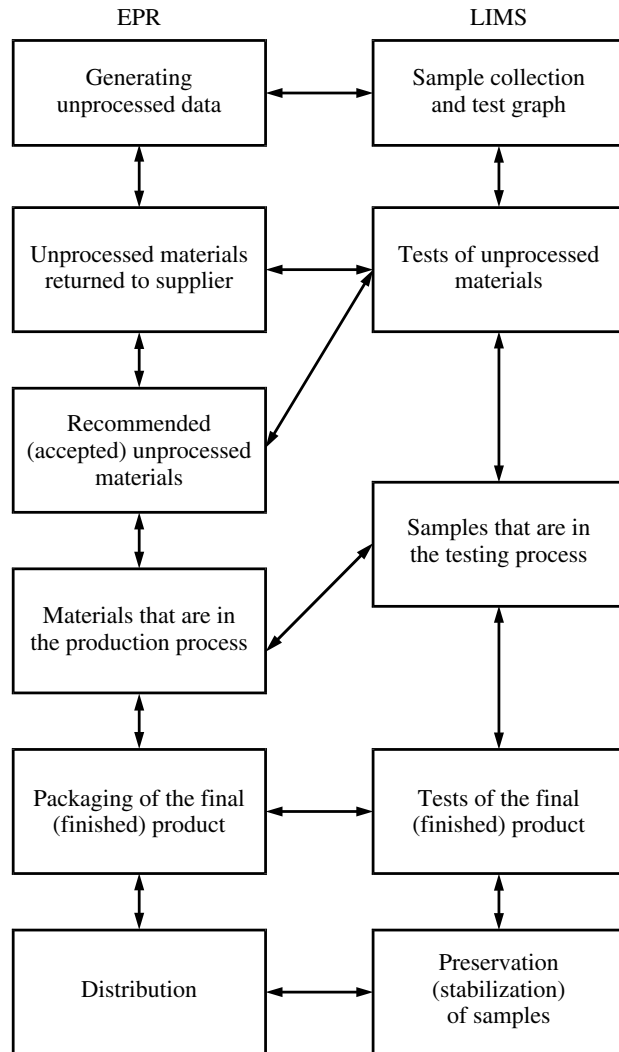 EPR
LIMS
Generating
unprocessed data
Sample collection
and test graph
Unprocessed materials
returned to supplier
Tests of unprocessed
materials
Recommended
(accepted) unprocessed
materials
Samples that are in
the testing process
Materials that are in
the production process
Packaging of the final
(finished) product
Tests of the final
(finished) product
Distribution
Preservation
(stabilization)
of samples